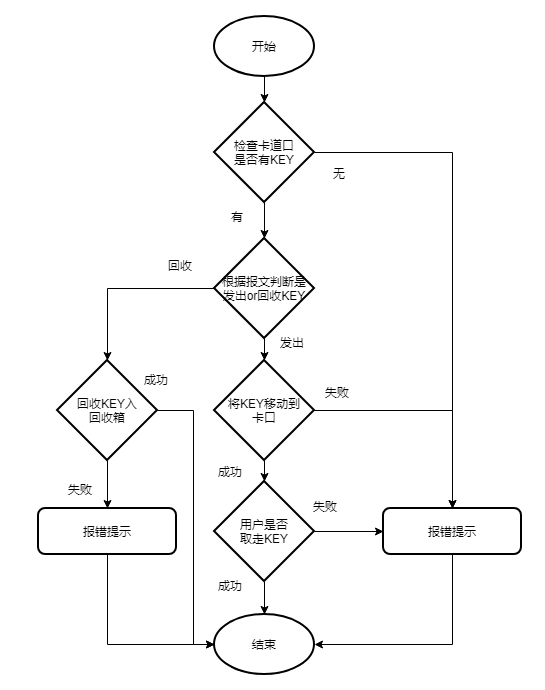 开始
检查卡道口
是否有KEY
无
有
回收
根据报文判断是
发出or回收KEY
发出
成功
回收KEY入
回收箱
将KEY移动到
卡口
失败
成功
失败
失败
用户是否
取走KEY
报错提示
报错提示
成功
结束